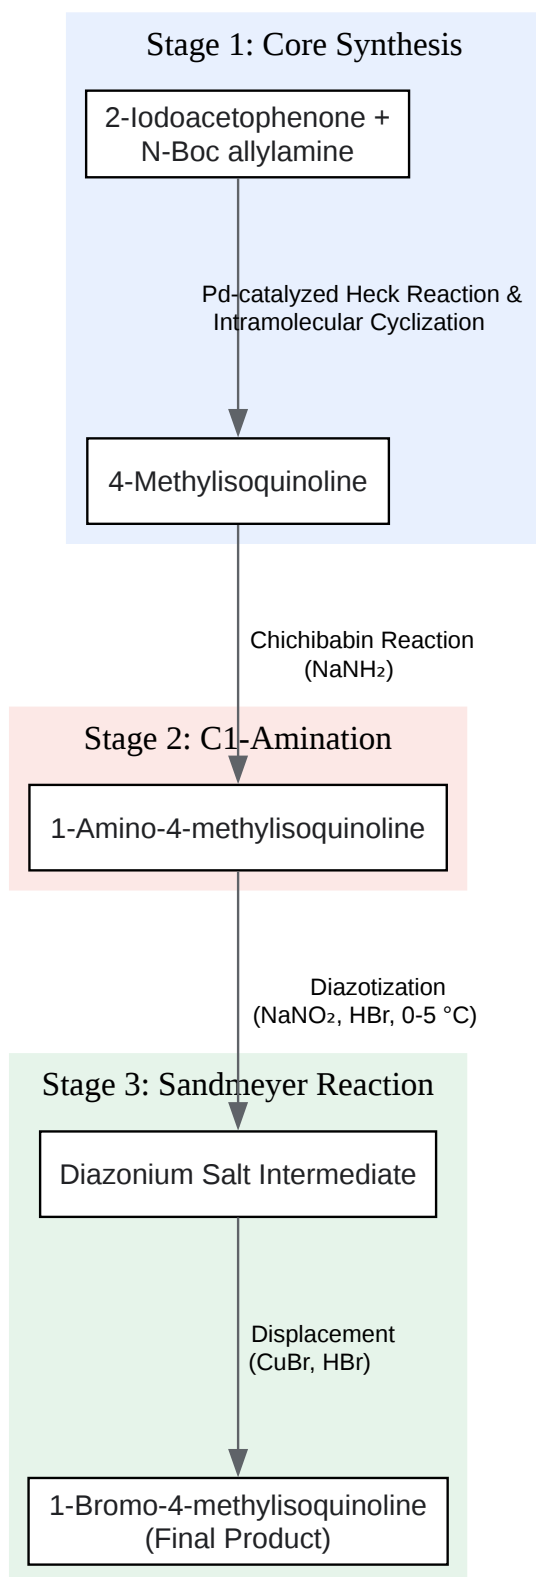 Stage 1: Core Synthesis
2-Iodoacetophenone +
N-Boc allylamine
Pd-catalyzed Heck Reaction &
Intramolecular Cyclization
4-Methylisoquinoline
Chichibabin Reaction
(NaNH₂)
Stage 2: C1-Amination
1-Amino-4-methylisoquinoline
Diazotization
(NaNO₂, HBr, 0-5 °C)
Stage 3: Sandmeyer Reaction
Diazonium Salt Intermediate
Displacement
(CuBr, HBr)
1-Bromo-4-methylisoquinoline
(Final Product)